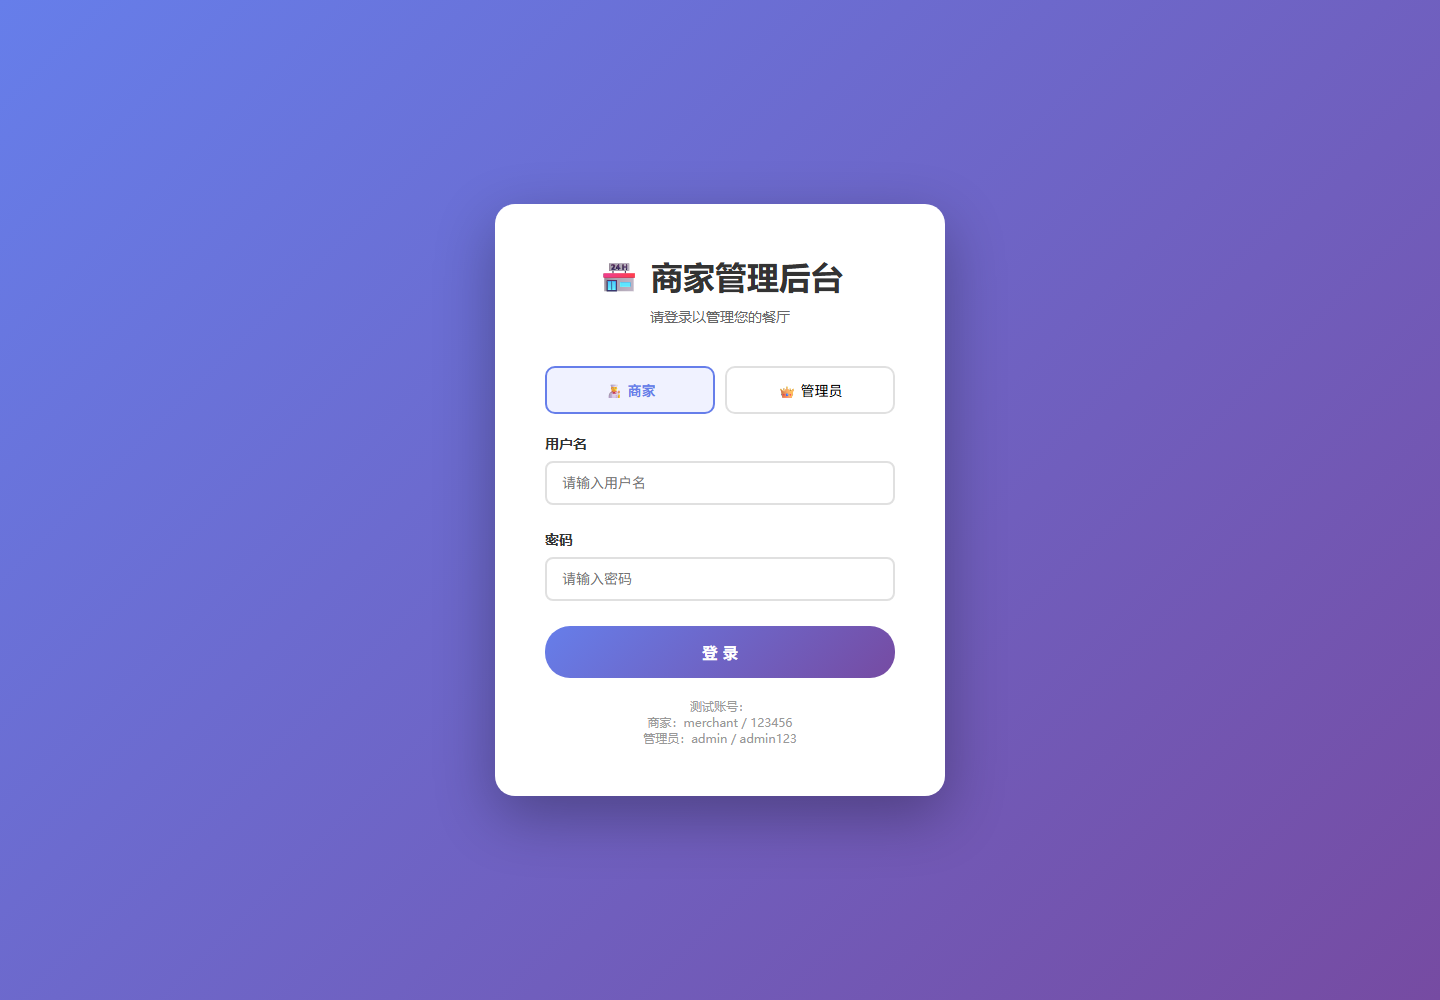 24 H
商家管理后台
请登录以管理您的餐厅
商家
管理员
用户名
请输入用户名
密码
请输入密码
登 录
测试账号：
商家：merchant / 123456
管理员：admin / admin123